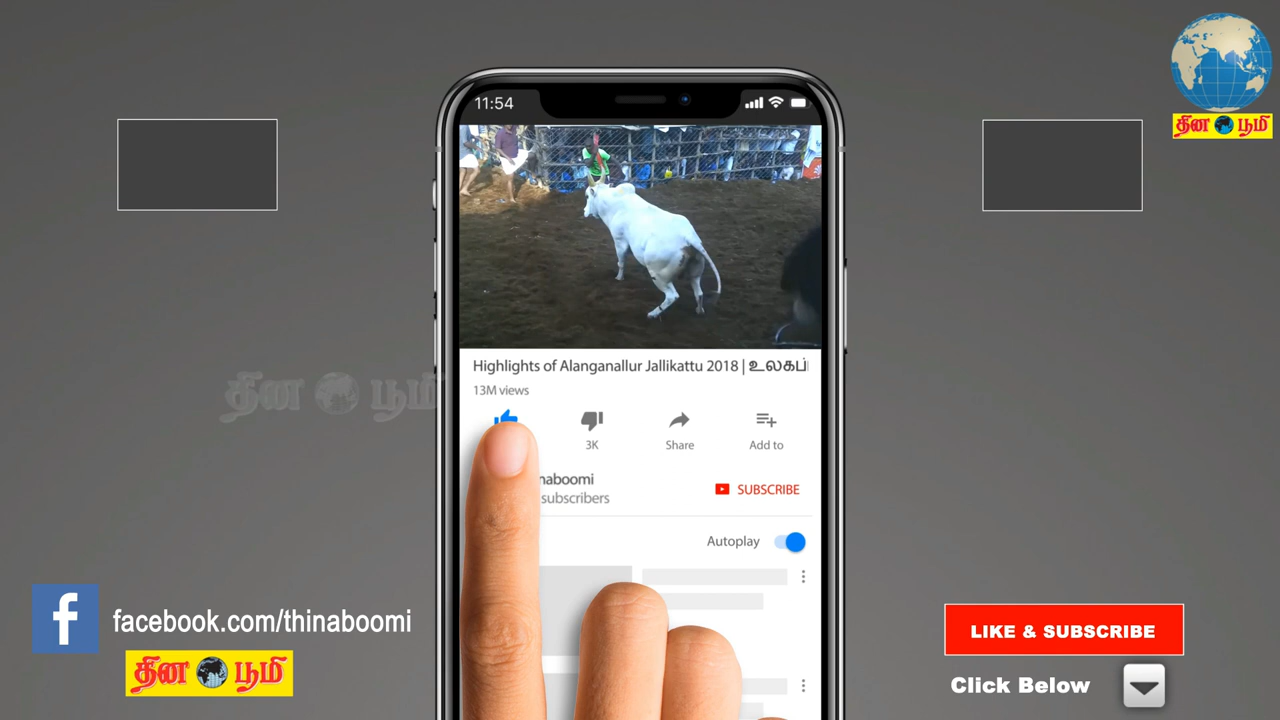 தின பூமி
11:54
Highlights of Alanganallur Jallikattu 2018 | உலகப்
13M views
தின பூமி
3K
Share
Add to
naboomi
subscribers
SUBSCRIBE
Autoplay
facebook.com/thinaboomi
தின பூமி
LIKE & SUBSCRIBE
Click Below